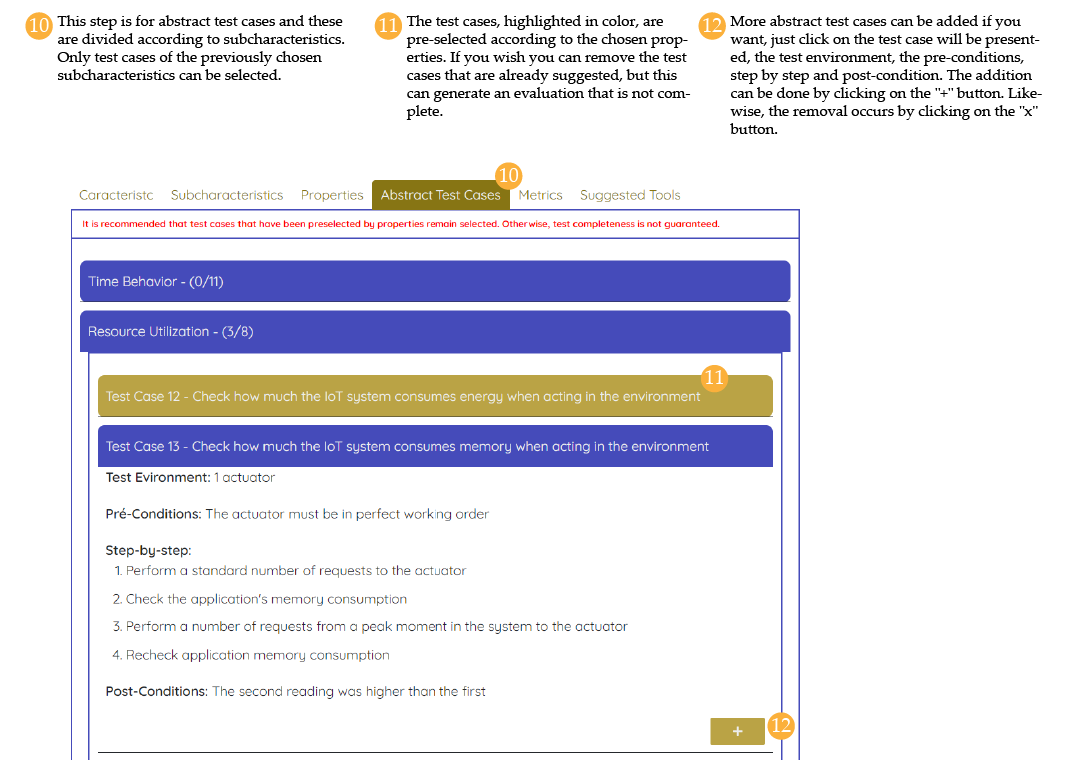 10 This step is for abstract test cases and these
are divided according to subcharacteristics.
Only test cases of the previously chosen
subcharacteristics can be selected.
11 The test cases, highlighted in color, are
pre-selected according to the chosen prop-
erties. If you wish you can remove the test
cases that are already suggested, but this
can generate an evaluation that is not com-
plete.
12 More abstract test cases can be added if you
want, just click on the test case will be present-
ed, the test environment, the pre-conditions,
step by step and post-condition. The addition
can be done by clicking on the "+" button. Like-
wise, the removal occurs by clicking on the "x"
button.
10
Caracteristc Subcharacteristics Properties Abstract Test Cases Metrics Suggested Tools
It is recommended that test cases that have been preselected by properties remain selected. Otherwise, test completeness is not guaranteed.
Time Behavior - (0/11)
Resource Utilization - (3/8)
11
Test Case 12 - Check how much the IoT system consumes energy when acting in the environment
Test Case 13 - Check how much the IoT system consumes memory when acting in the environment
Test Evironment: 1 actuator
Pré-Conditions: The actuator must be in perfect working order
Step-by-step:
1. Perform a standard number of requests to the actuator
2. Check the application's memory consumption
3. Perform a number of requests from a peak moment in the system to the actuator
4. Recheck application memory consumption
Post-Conditions: The second reading was higher than the first
+ 12